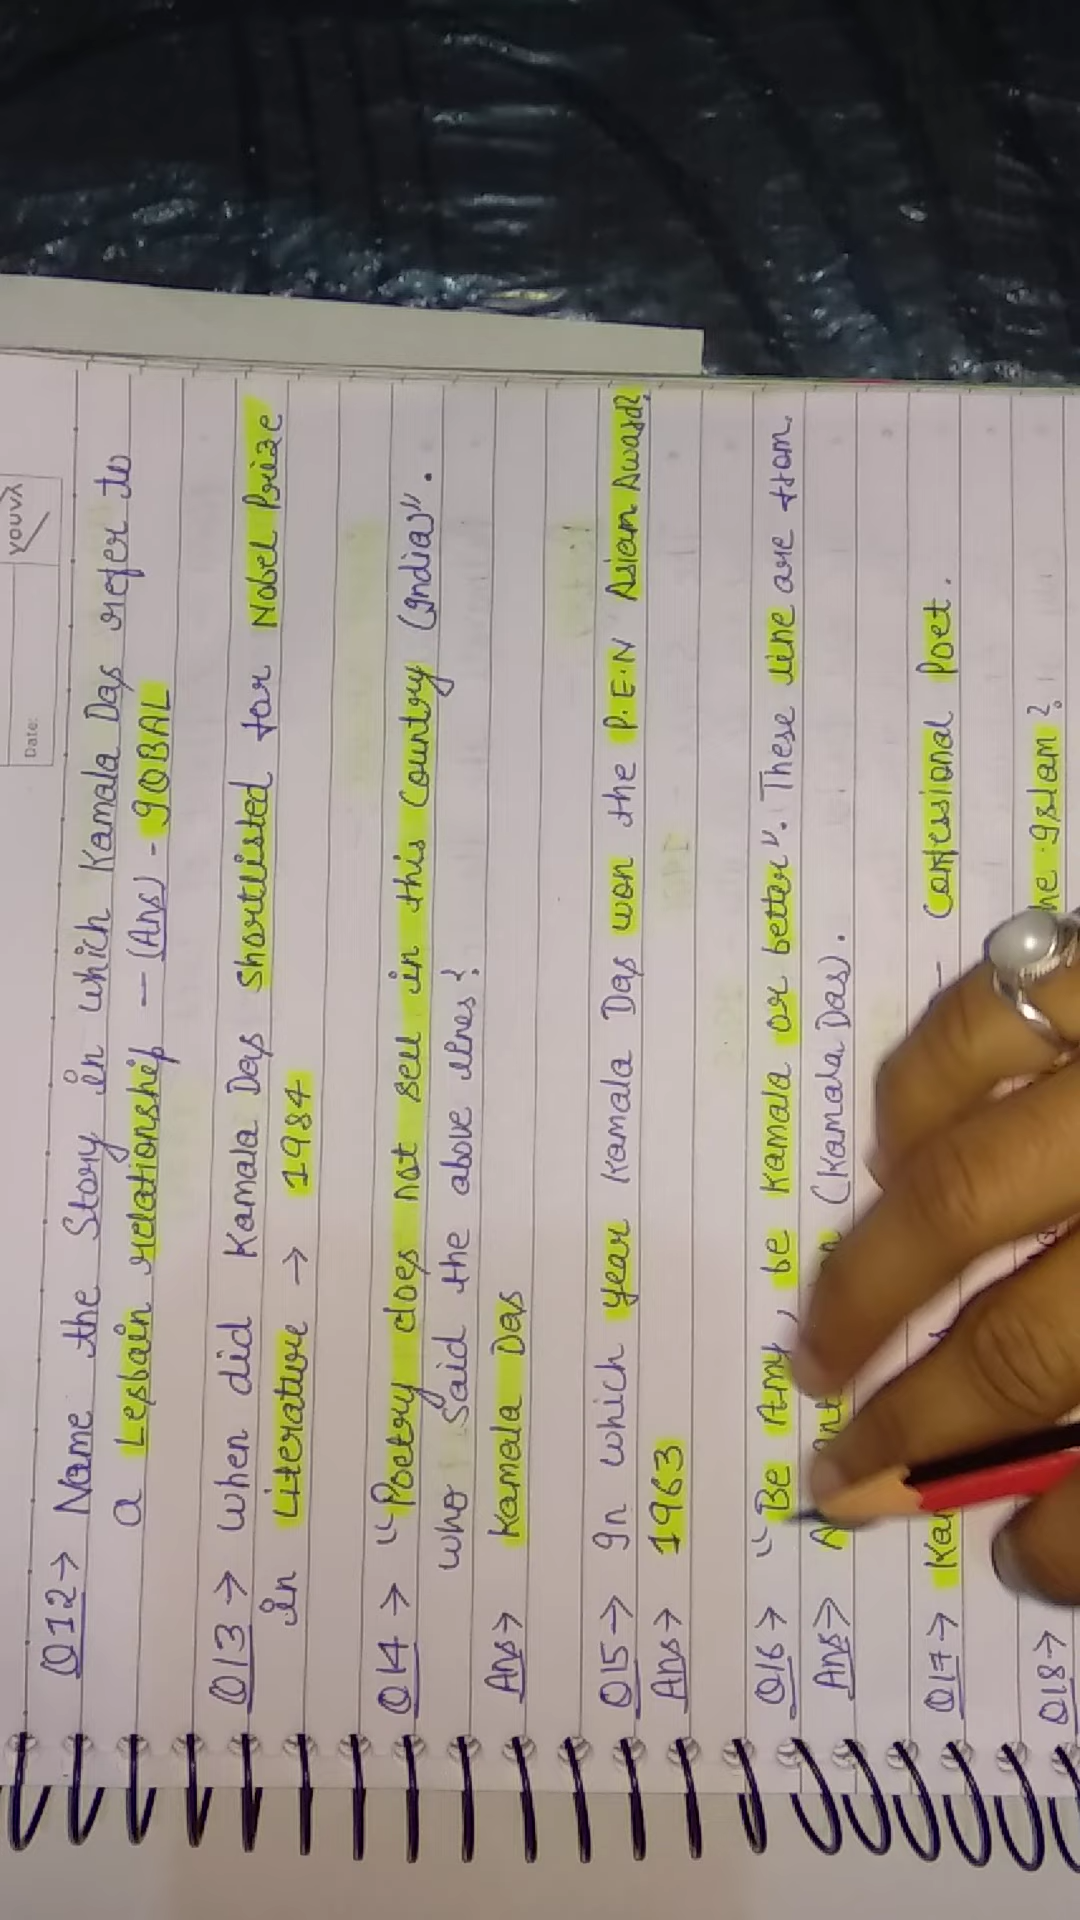 youva
Date:
Q12→ Name the Story in which Kamala Das refer to
a Lesbain relationship – (Ans) - IQBAL
Q13→ when did Kamala Das shortlisted for Nobel Prize
in Literature → 1984
Q14→ "Poetry does not sell in this Country (India)".
who said the above lines?
Ans→ Kamala Das
Q15→ In which year Kamala Das won the P.E.N Asian Award?
Ans→ 1963
Q16→ "Be Amy, be Kamala or better". These line are from.
Ans→ (Kamala Das).
Q17→ Confessional Poet.
Q18→ Islam?